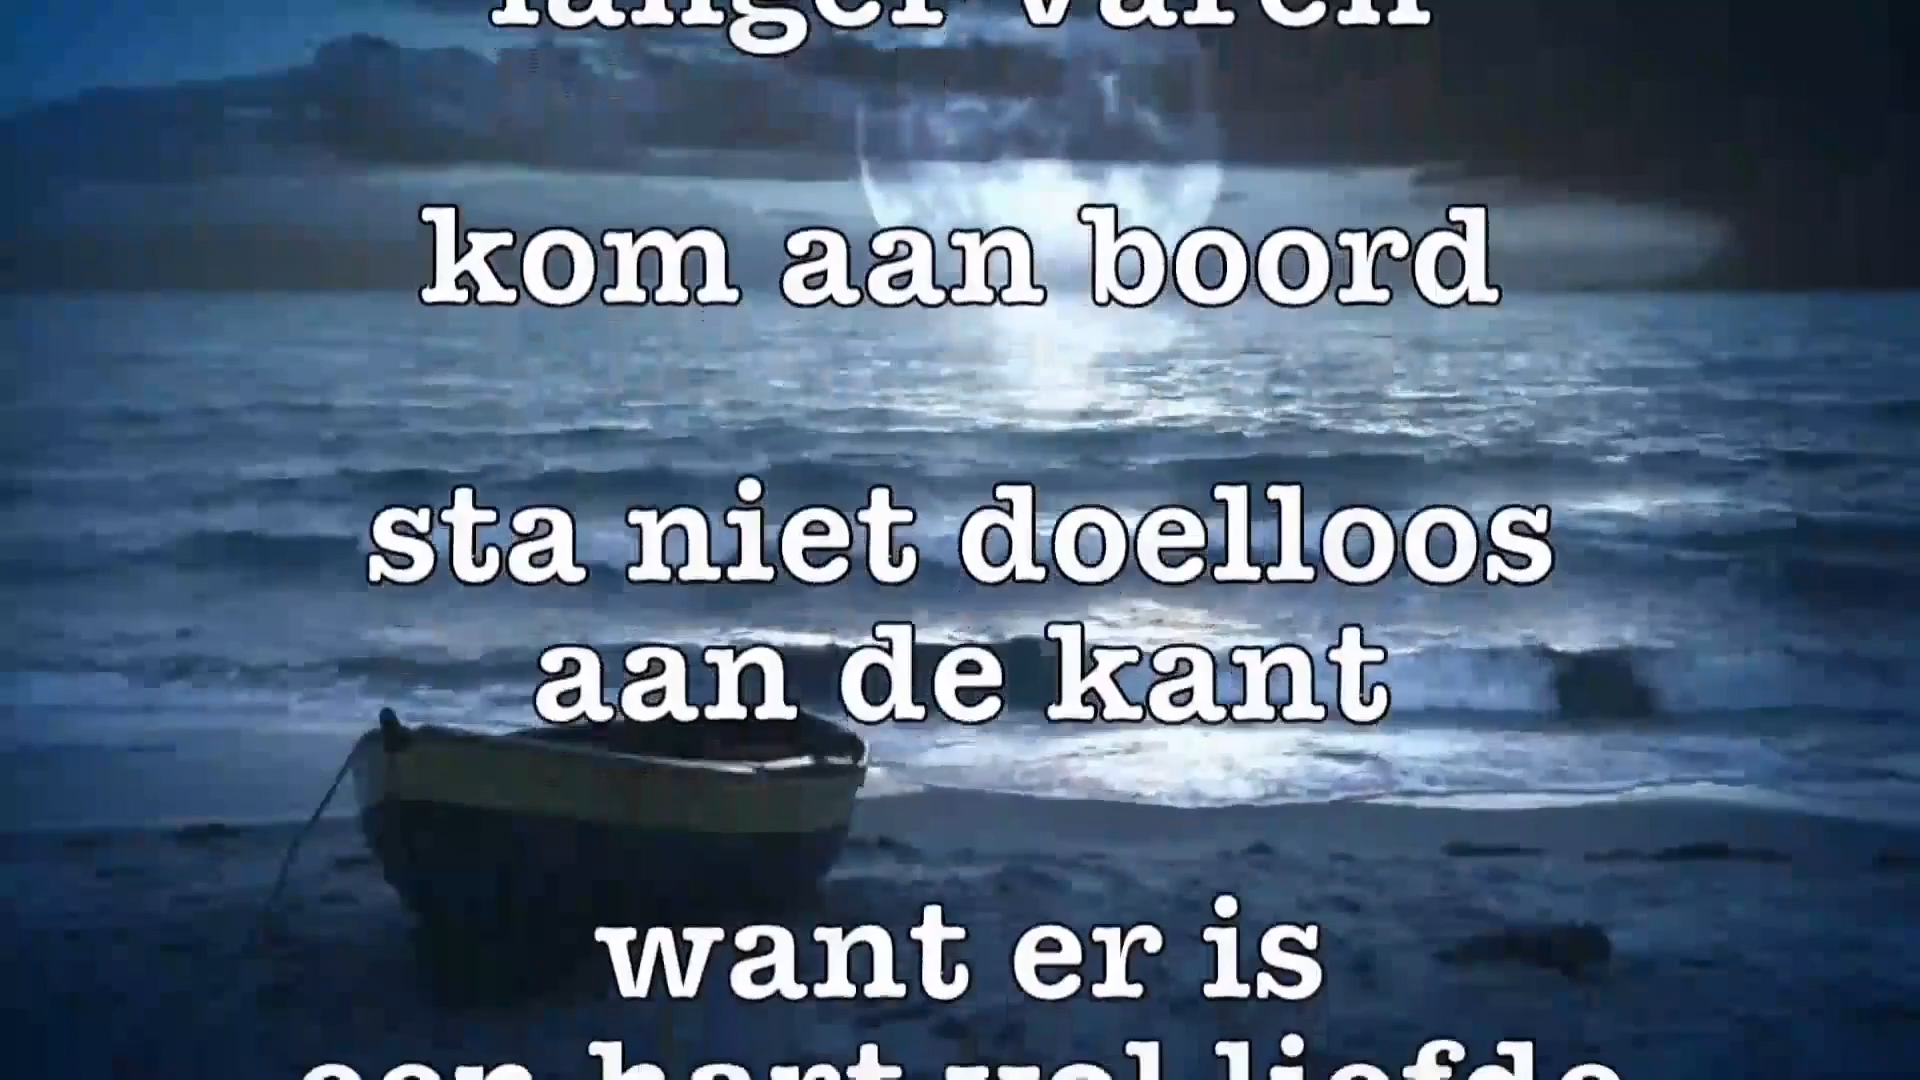 langer varen
kom aan boord
sta niet doelloos
aan de kant
want er is
een hart vol liefde